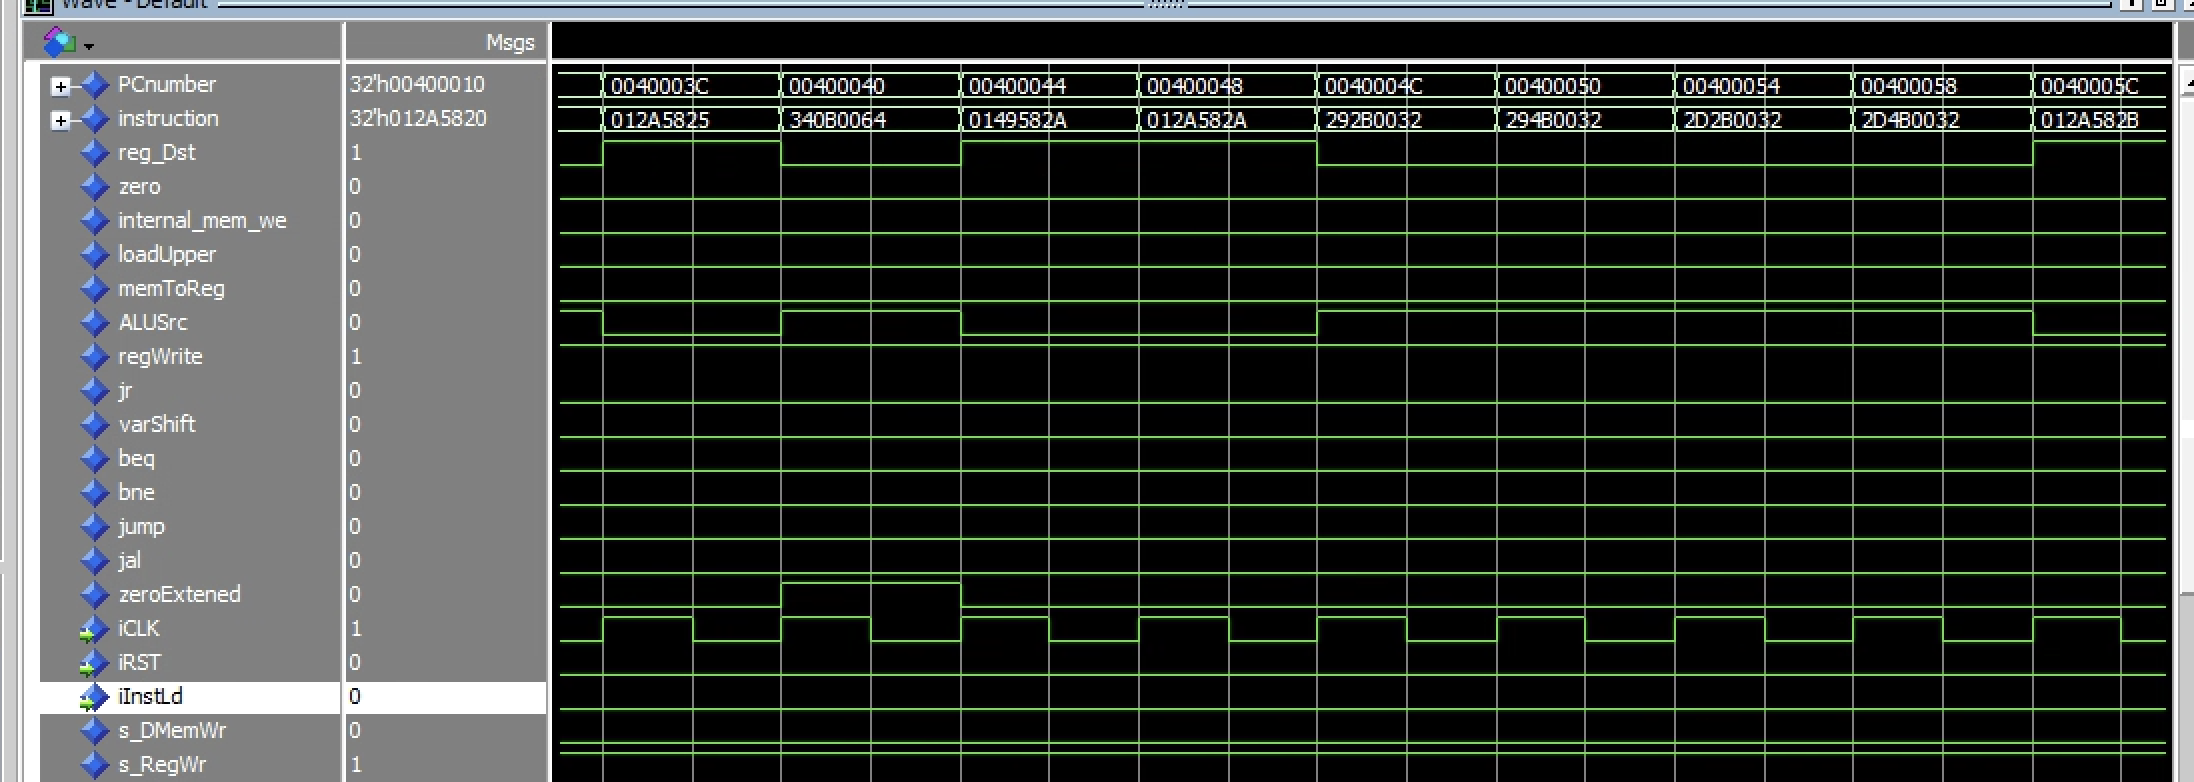 Wave - Default
Msgs
PCnumber 32'h00400010 0040003C 00400040 00400044 00400048 0040004C 00400050 00400054 00400058 0040005C
instruction 32'h012A5820 012A5825 340B0064 0149582A 012A582A 292B0032 294B0032 2D2B0032 2D4B0032 012A582B
reg_Dst 1
zero 0
internal_mem_we 0
loadUpper 0
memToReg 0
ALUSrc 0
regWrite 1
jr 0
varShift 0
beq 0
bne 0
jump 0
jal 0
zeroExtened 0
iCLK 1
iRST 0
iInstLd 0
s_DMemWr 0
s_RegWr 1